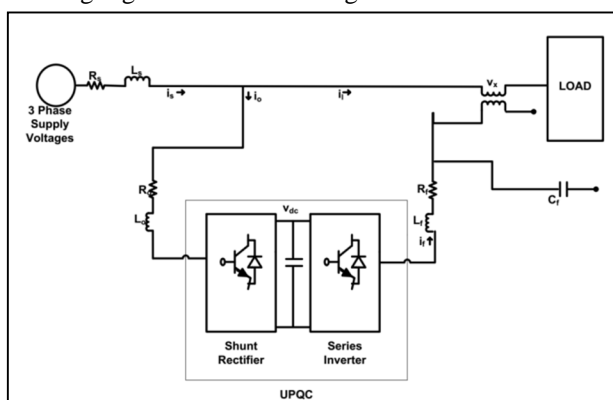 Rs
Ls
is
io
il
vx
LOAD
3 Phase
Supply
Voltages
Rf
Cf
Lo
Lf
if
vdc
Shunt
Rectifier
Series
Inverter
UPQC